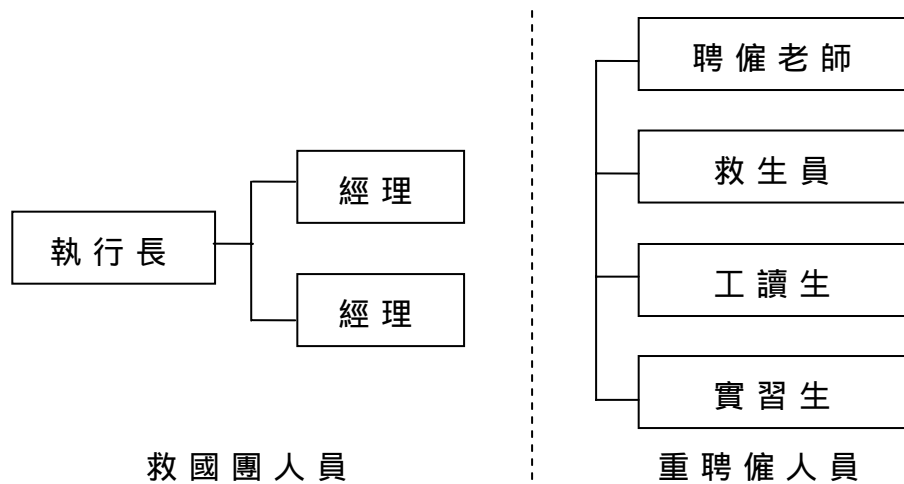 執行長
經理
經理
救國團人員
聘僱老師
救生員
工讀生
實習生
重聘僱人員